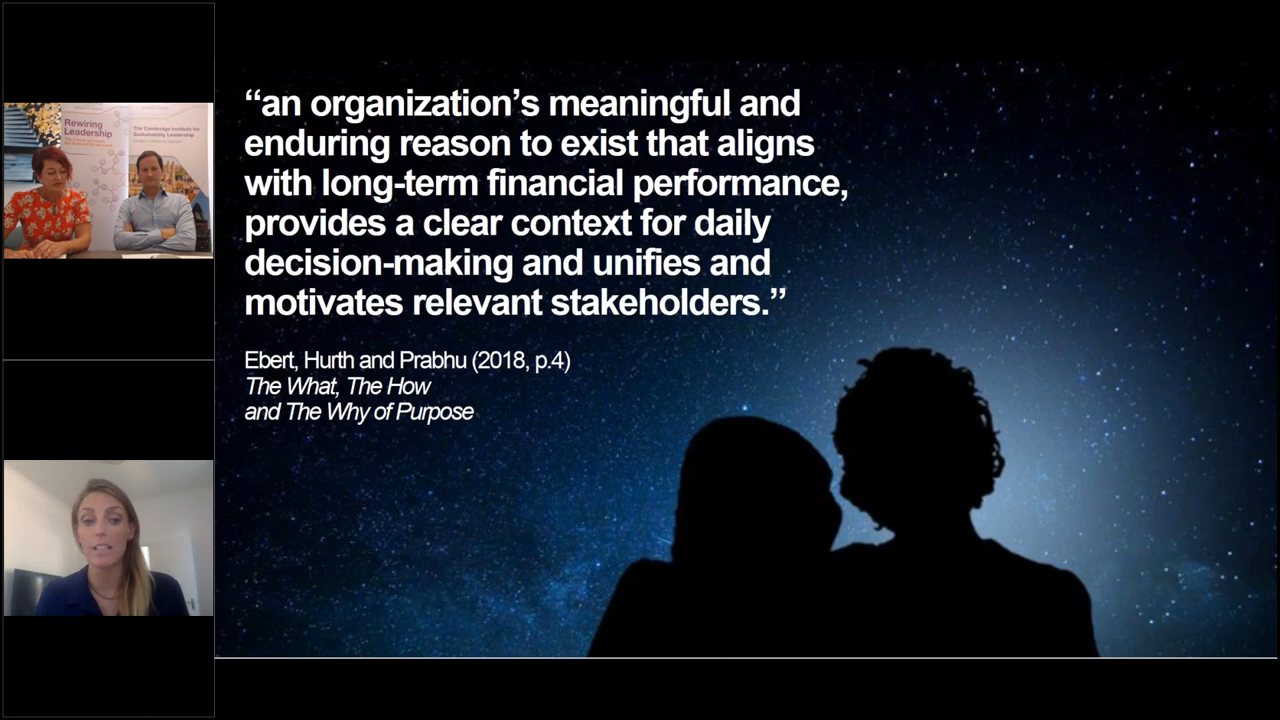 “an organization’s meaningful and
enduring reason to exist that aligns
with long-term financial performance,
provides a clear context for daily
decision-making and unifies and
motivates relevant stakeholders.”
Ebert, Hurth and Prabhu (2018, p.4)
The What, The How
and The Why of Purpose
Rewiring
Leadership
The Cambridge Institute for
Sustainability Leadership